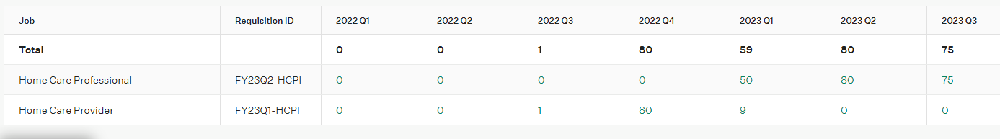 Job Requisition ID 2022 Q1 2022 Q2 2022 Q3 2022 Q4 2023 Q1 2023 Q2 2023 Q3
Total 0 0 1 80 59 80 75
Home Care Professional FY23Q2-HCPI 0 0 0 0 50 80 75
Home Care Provider FY23Q1-HCPI 0 0 1 80 9 0 0